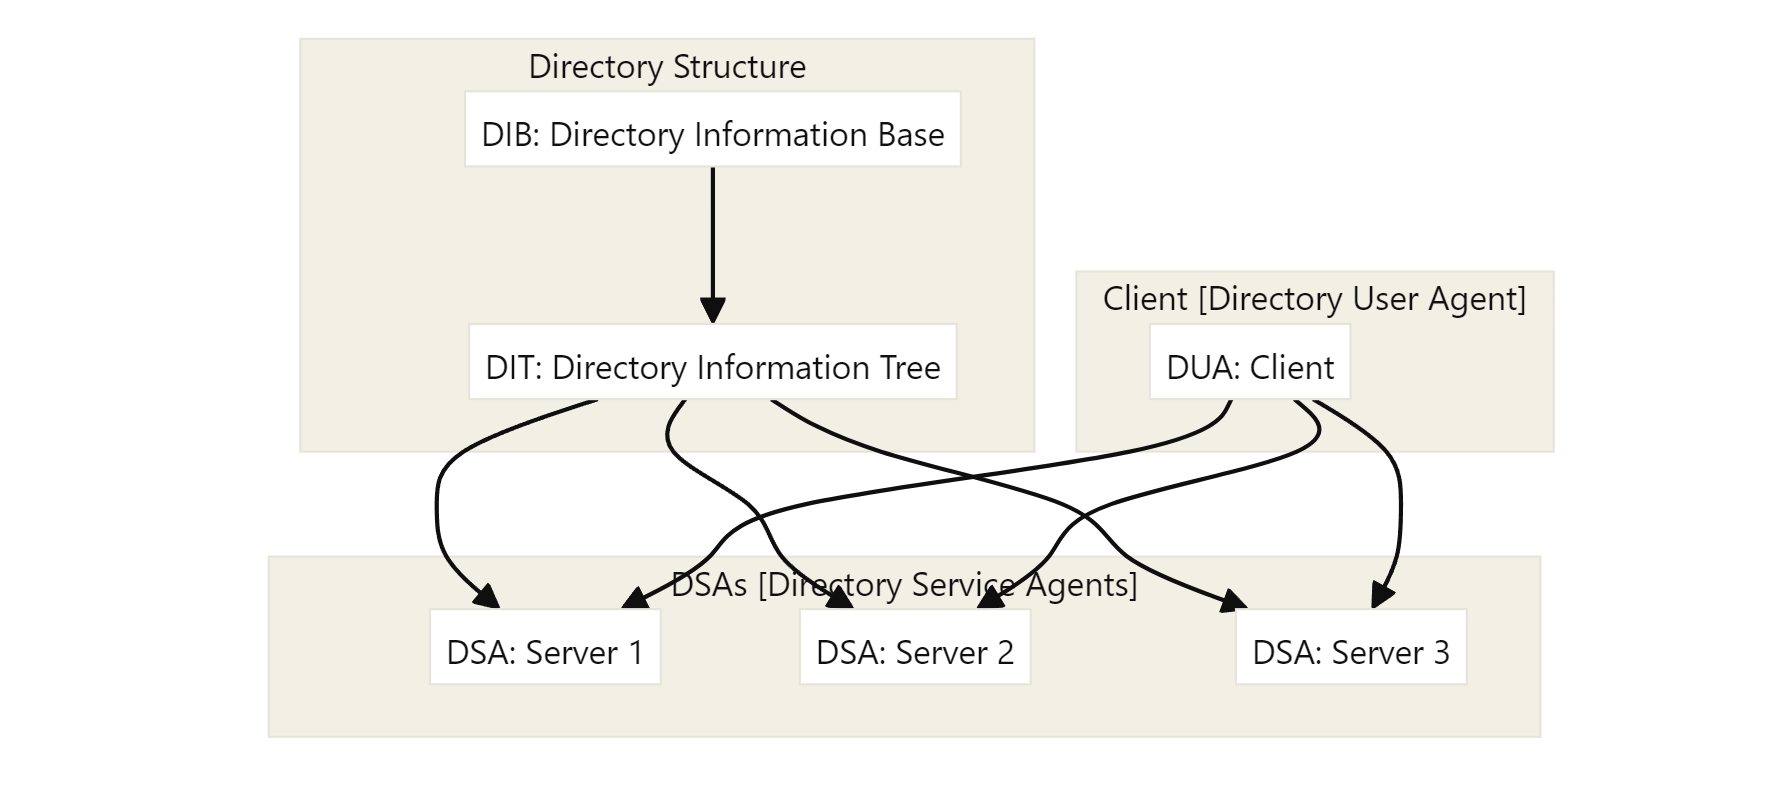 Directory Structure
DIB: Directory Information Base
Client [Directory User Agent]
DIT: Directory Information Tree
DUA: Client
DSAs [Directory Service Agents]
DSA: Server 1
DSA: Server 2
DSA: Server 3